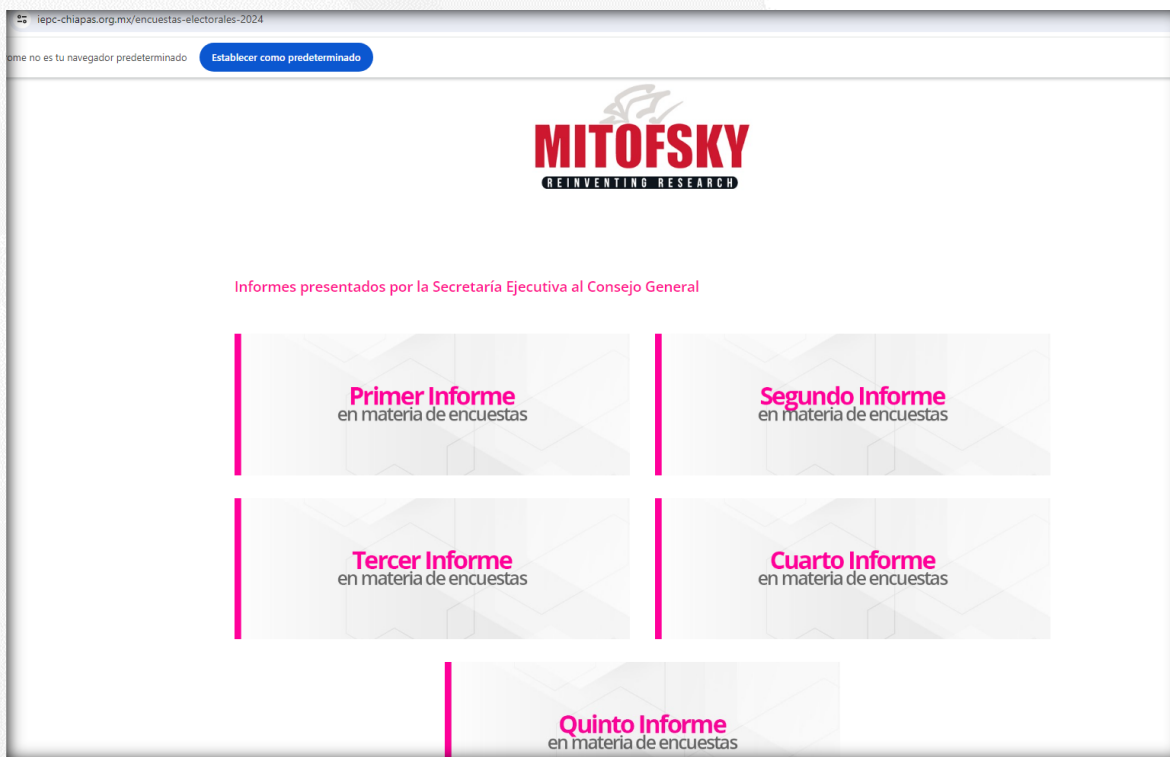 iepc-chiapas.org.mx/encuestas-electorales-2024
ome no es tu navegador predeterminado
Establecer como predeterminado
MITOFSKY
REINVENTING RESEARCH
Informes presentados por la Secretaría Ejecutiva al Consejo General
Primer Informe
en materia de encuestas
Segundo Informe
en materia de encuestas
Tercer Informe
en materia de encuestas
Cuarto Informe
en materia de encuestas
Quinto Informe
en materia de encuestas